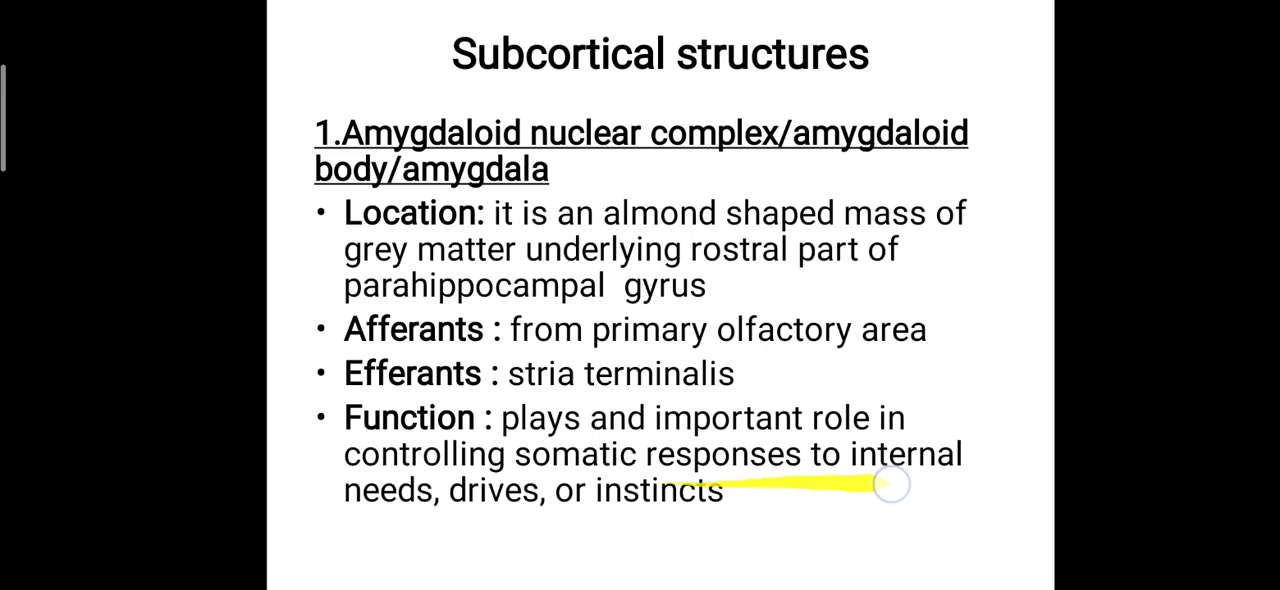 Subcortical structures
1.Amygdaloid nuclear complex/amygdaloid
body/amygdala
• Location: it is an almond shaped mass of
grey matter underlying rostral part of
parahippocampal gyrus
• Afferants : from primary olfactory area
• Efferants : stria terminalis
• Function : plays and important role in
controlling somatic responses to internal
needs, drives, or instincts